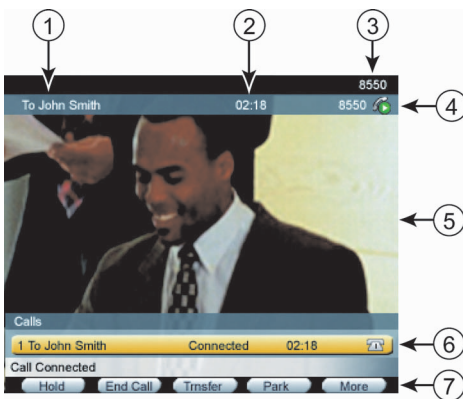 1 2 3
8550
To John Smith 02:18 8550
4
5
Calls
1 To John Smith Connected 02:18
6
Call Connected
Hold End Call Trnsfer Park More
7